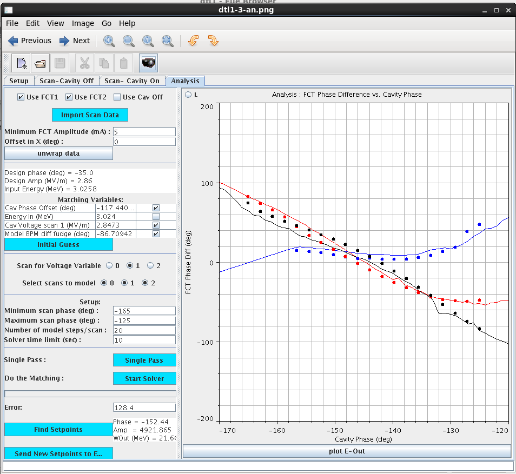 dtl1-3-an.png
File Edit View Image Go Help
Previous Next
Setup Scan-Cavity Off Scan- Cavity On Analysis
Use FCT1 Use FCT2 Use Cav Off
Import Scan Data
Minimum FCT Amplitude (mA) : 5
Offset in X (deg) : 0
unwrap data
Design phase (deg) = -35.0
Design Amp (MV/m) = 2.86
Input Energy (MeV) = 3.0258
Matching Variables:
Cav Phase Offset (deg) -117.440
Energy in (MeV) 3.024
Cav Voltage scan 1 (MV/m) 2.8473
Model BPM diff fudge (deg) -86.70942
Initial Guess
Scan for Voltage Variable 0 1 2
Select scans to model 0 1 2
Setup:
Minimum scan phase (deg) : -165
Maximum scan phase (deg) : -125
Number of model steps/scan : 20
Solver time limit (sec) : 10
Single Pass : Single Pass
Do the Matching : Start Solver
Error: 128.4
Find Setpoints
Phase = -152.44
Amp = 4921.865
WOut (MeV) = 21.6
Send New Setpoints to E...
L
Analysis : FCT Phase Difference vs. Cavity Phase
FCT Phase Diff (deg)
200
100
0
-100
-200
-170 -160 -150 -140 -130 -120
Cavity Phase (deg)
plot E-Out